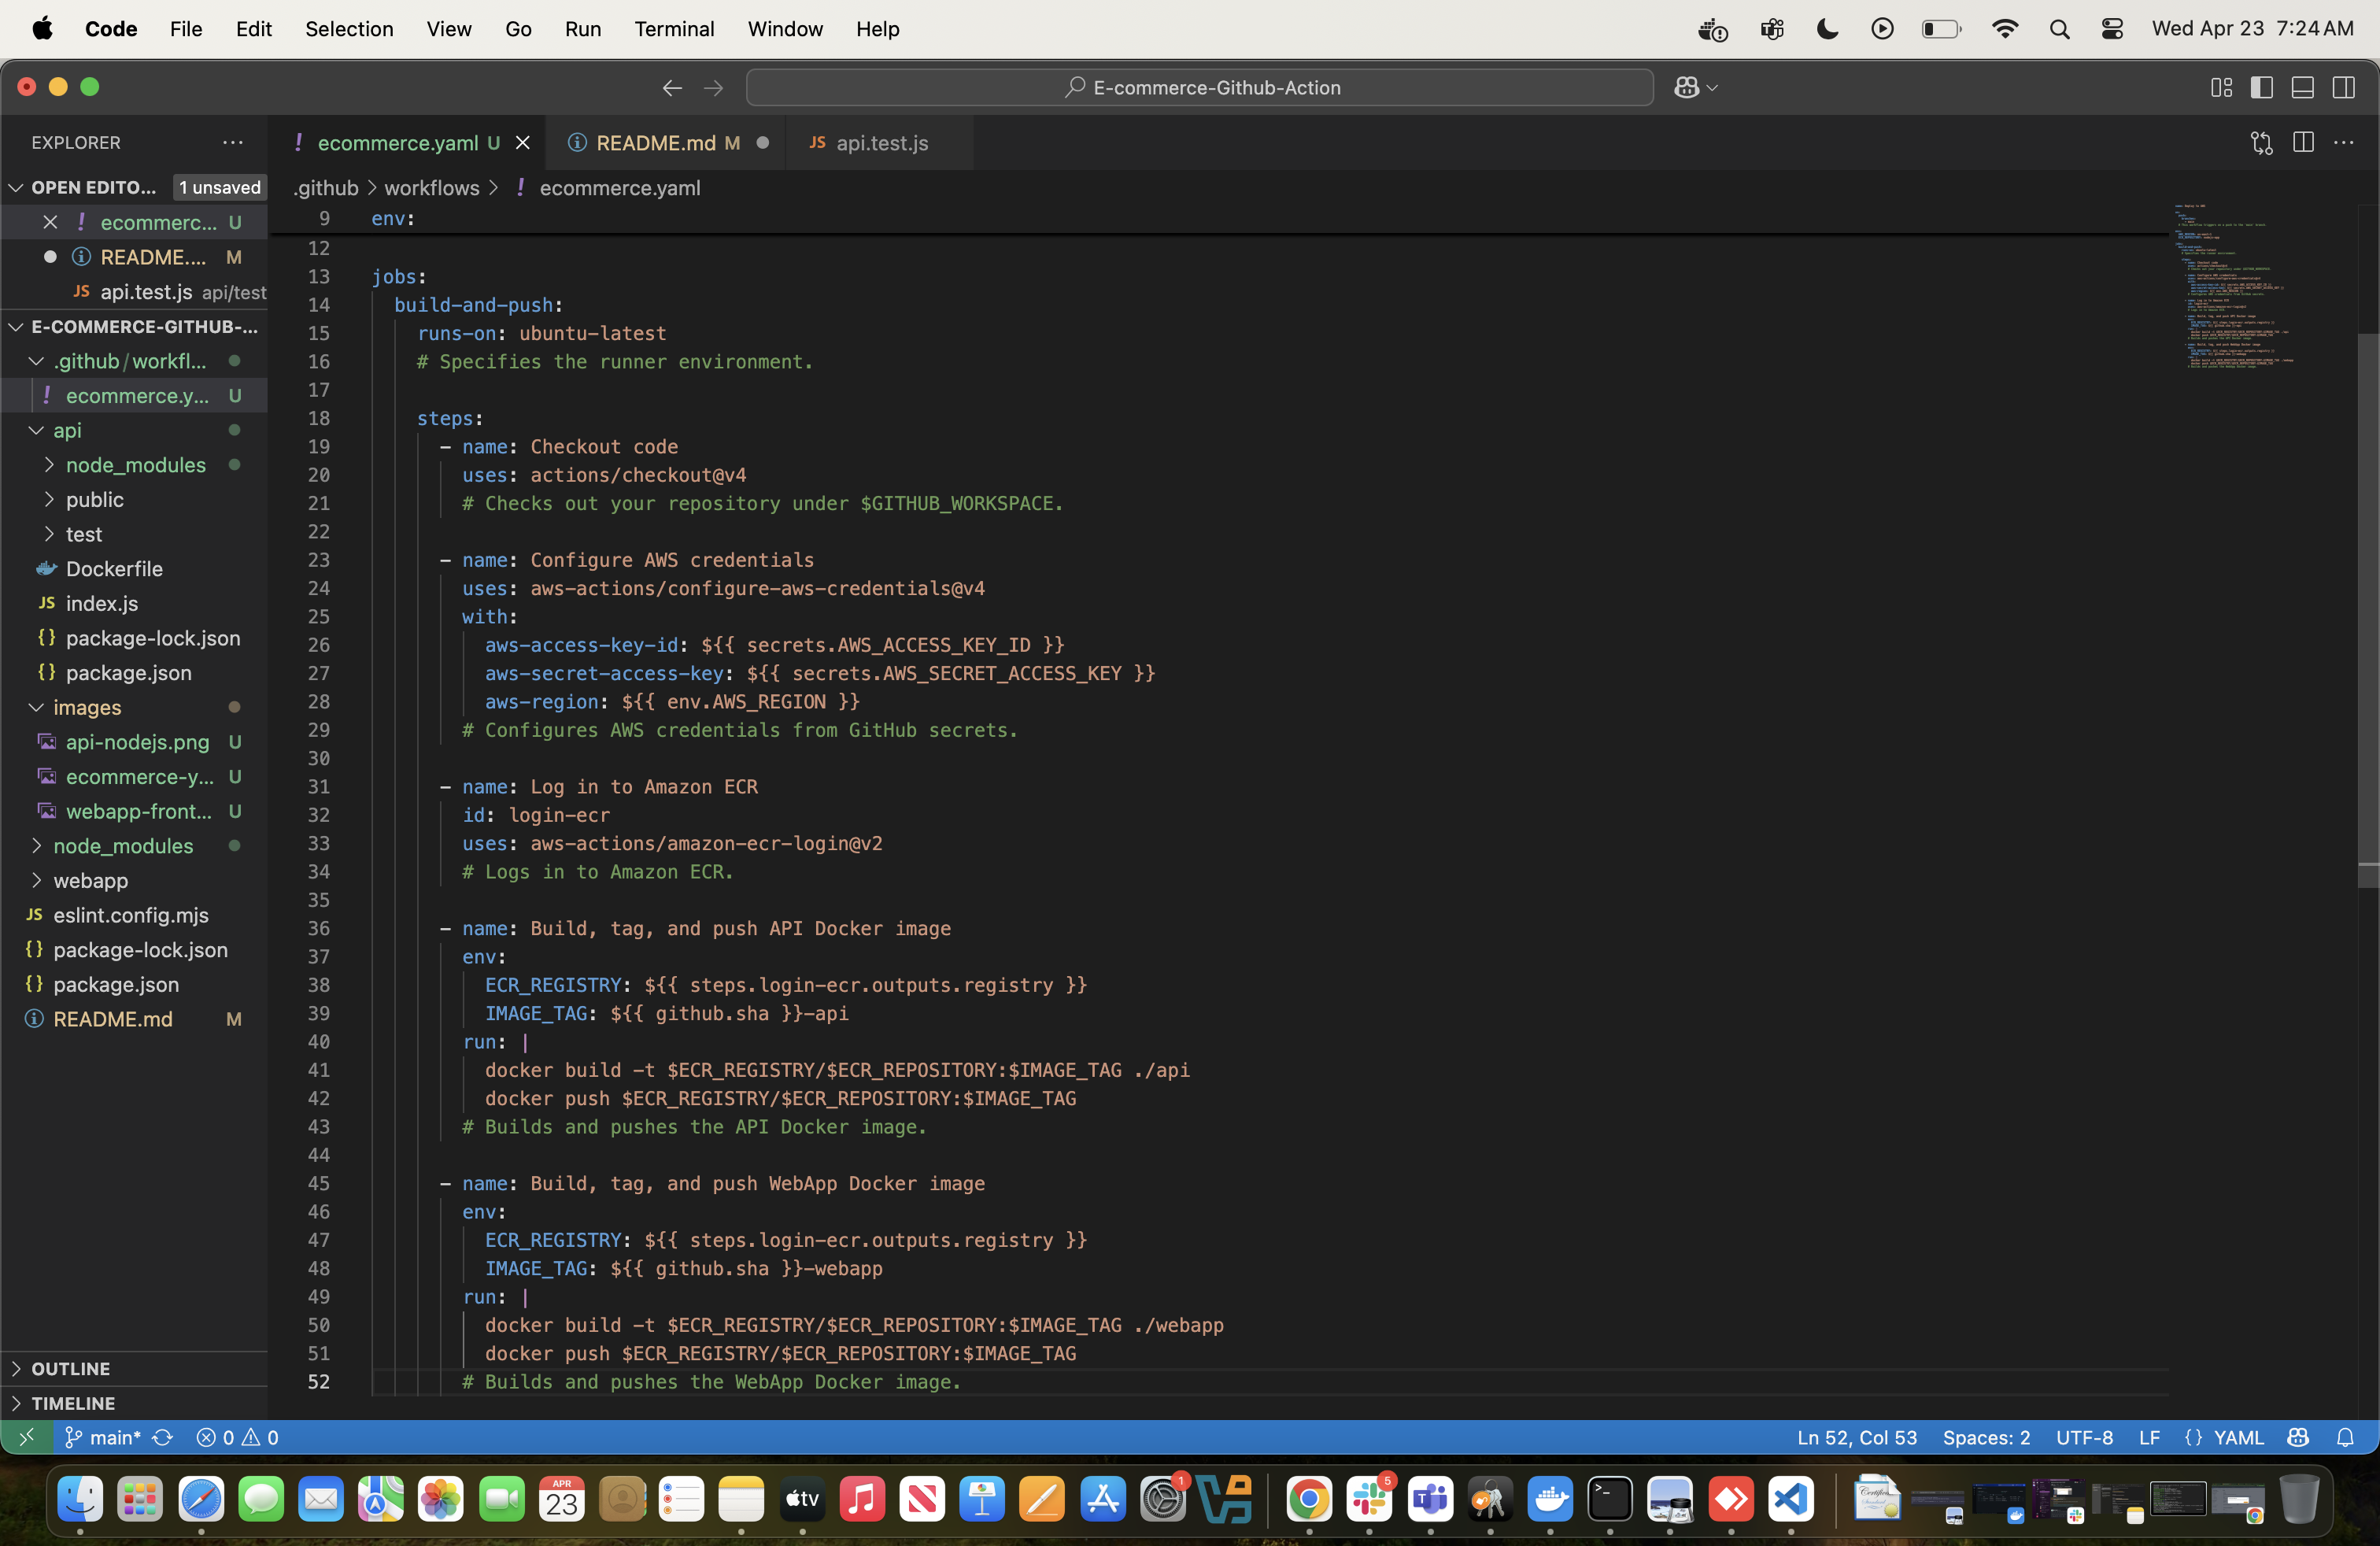 Code File Edit Selection View Go Run Terminal Window Help
1
Wed Apr 23 7:24 AM
E-commerce-Github-Action
EXPLORER
OPEN EDITO... 1 unsaved
ecommerc... U
README.... M
JS api.test.js api/test
E-COMMERCE-GITHUB-...
.github/workfl...
ecommerce.y... U
api
node_modules
public
test
Dockerfile
JS index.js
{} package-lock.json
{} package.json
images
api-nodejs.png U
ecommerce-y... U
webapp-front... U
node_modules
webapp
JS eslint.config.mjs
{} package-lock.json
{} package.json
README.md M
OUTLINE
TIMELINE
! ecommerce.yaml U
README.md M
JS api.test.js
.github > workflows > ! ecommerce.yaml
9 env:
12
13 jobs:
14 build-and-push:
15 runs-on: ubuntu-latest
16 # Specifies the runner environment.
17
18 steps:
19 - name: Checkout code
20 uses: actions/checkout@v4
21 # Checks out your repository under $GITHUB_WORKSPACE.
22
23 - name: Configure AWS credentials
24 uses: aws-actions/configure-aws-credentials@v4
25 with:
26 aws-access-key-id: ${{ secrets.AWS_ACCESS_KEY_ID }}
27 aws-secret-access-key: ${{ secrets.AWS_SECRET_ACCESS_KEY }}
28 aws-region: ${{ env.AWS_REGION }}
29 # Configures AWS credentials from GitHub secrets.
30
31 - name: Log in to Amazon ECR
32 id: login-ecr
33 uses: aws-actions/amazon-ecr-login@v2
34 # Logs in to Amazon ECR.
35
36 - name: Build, tag, and push API Docker image
37 env:
38 ECR_REGISTRY: ${{ steps.login-ecr.outputs.registry }}
39 IMAGE_TAG: ${{ github.sha }}-api
40 run: |
41 docker build -t $ECR_REGISTRY/$ECR_REPOSITORY:$IMAGE_TAG ./api
42 docker push $ECR_REGISTRY/$ECR_REPOSITORY:$IMAGE_TAG
43 # Builds and pushes the API Docker image.
44
45 - name: Build, tag, and push WebApp Docker image
46 env:
47 ECR_REGISTRY: ${{ steps.login-ecr.outputs.registry }}
48 IMAGE_TAG: ${{ github.sha }}-webapp
49 run: |
50 docker build -t $ECR_REGISTRY/$ECR_REPOSITORY:$IMAGE_TAG ./webapp
51 docker push $ECR_REGISTRY/$ECR_REPOSITORY:$IMAGE_TAG
52 # Builds and pushes the WebApp Docker image.
main* 0 0
Ln 52, Col 53 Spaces: 2 UTF-8 LF {} YAML
APR
23
tv
1
5